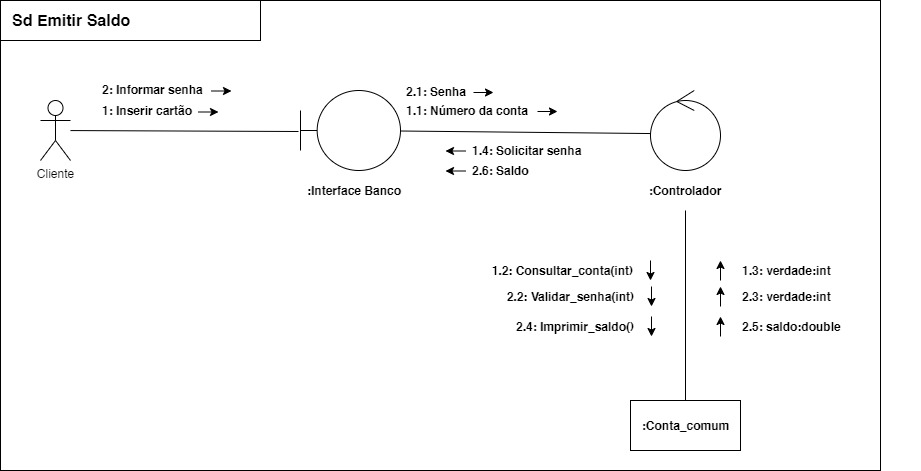 Sd Emitir Saldo
2: Informar senha
1: Inserir cartão
Cliente
2.1: Senha
1.1: Número da conta
1.4: Solicitar senha
2.6: Saldo
:Interface Banco
:Controlador
1.2: Consultar_conta(int)
1.3: verdade:int
2.2: Validar_senha(int)
2.3: verdade:int
2.4: Imprimir_saldo()
2.5: saldo:double
:Conta_comum